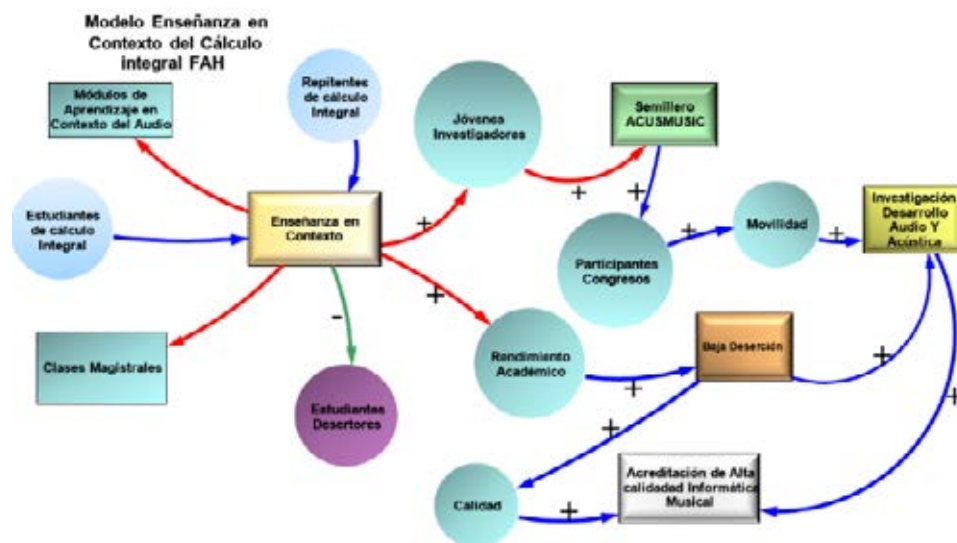 Modelo Enseñanza en
Contexto del Cálculo
integral FAH
Módulos de
Aprendizaje en
Contexto del Audio
Repitentes
de cálculo
Integral
Jóvenes
Investigadores
Semillero
ACUSMUSIC
Estudiantes
de cálculo
Integral
Enseñanza en
Contexto
+
+
+
Participantes
Congresos
+
Movilidad
+
Investigación
Desarrollo
Audio Y
Acústica
Clases Magistrales
-
Estudiantes
Desertores
+
Rendimiento
Académico
+
Baja Deserción
+
+
+
Calidad
+
Acreditación de Alta
calidadad Informática
Musical